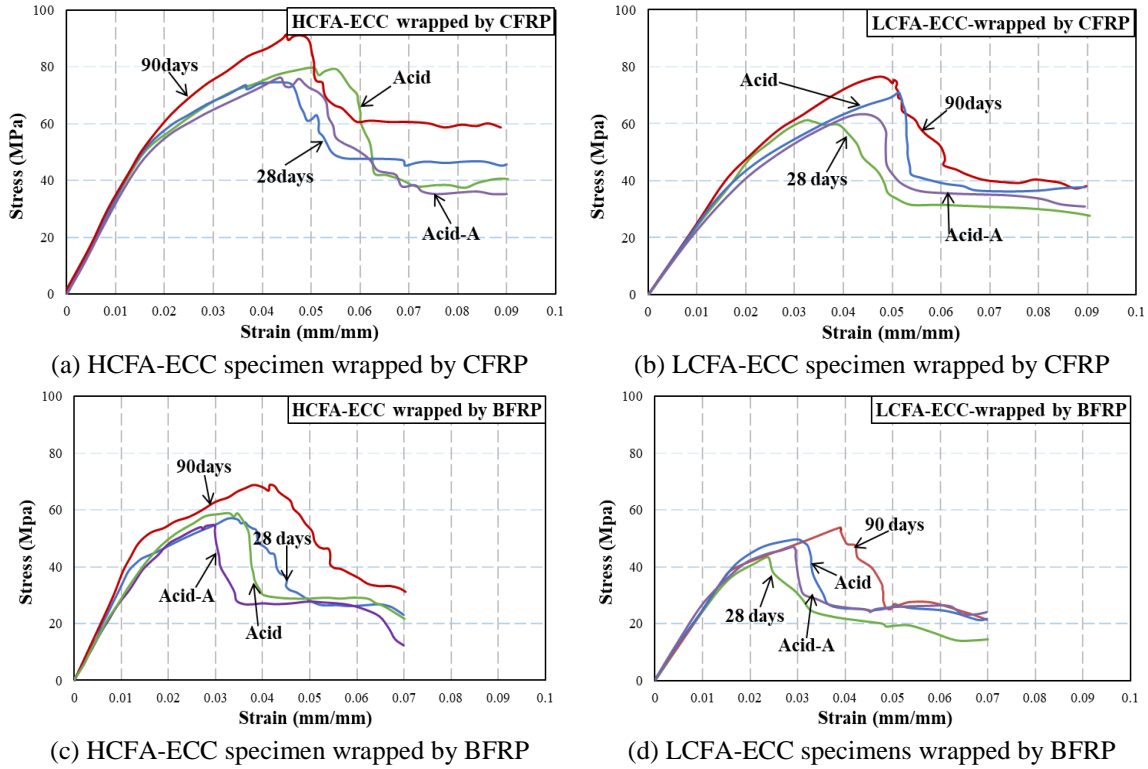 HCFA-ECC wrapped by CFRP
100
80
60
40
20
0
Stress (MPa)
90days
Acid
28days
Acid-A
0 0.01 0.02 0.03 0.04 0.05 0.06 0.07 0.08 0.09 0.1
Strain (mm/mm)
(a) HCFA-ECC specimen wrapped by CFRP
LCFA-ECC-wrapped by CFRP
100
80
60
40
20
0
Stress (Mpa)
Acid
90days
28 days
Acid-A
0 0.01 0.02 0.03 0.04 0.05 0.06 0.07 0.08 0.09 0.1
Strain (mm/mm)
(b) LCFA-ECC specimen wrapped by CFRP
HCFA-ECC wrapped by BFRP
100
80
60
40
20
0
Stress (Mpa)
90days
28 days
Acid-A
Acid
0 0.01 0.02 0.03 0.04 0.05 0.06 0.07 0.08 0.09 0.1
Strain (mm/mm)
(c) HCFA-ECC specimen wrapped by BFRP
LCFA-ECC-wrapped by BFRP
100
80
60
40
20
0
Stress (Mpa)
90 days
Acid
28 days
Acid-A
0 0.01 0.02 0.03 0.04 0.05 0.06 0.07 0.08 0.09 0.1
Strain (mm/mm)
(d) LCFA-ECC specimens wrapped by BFRP